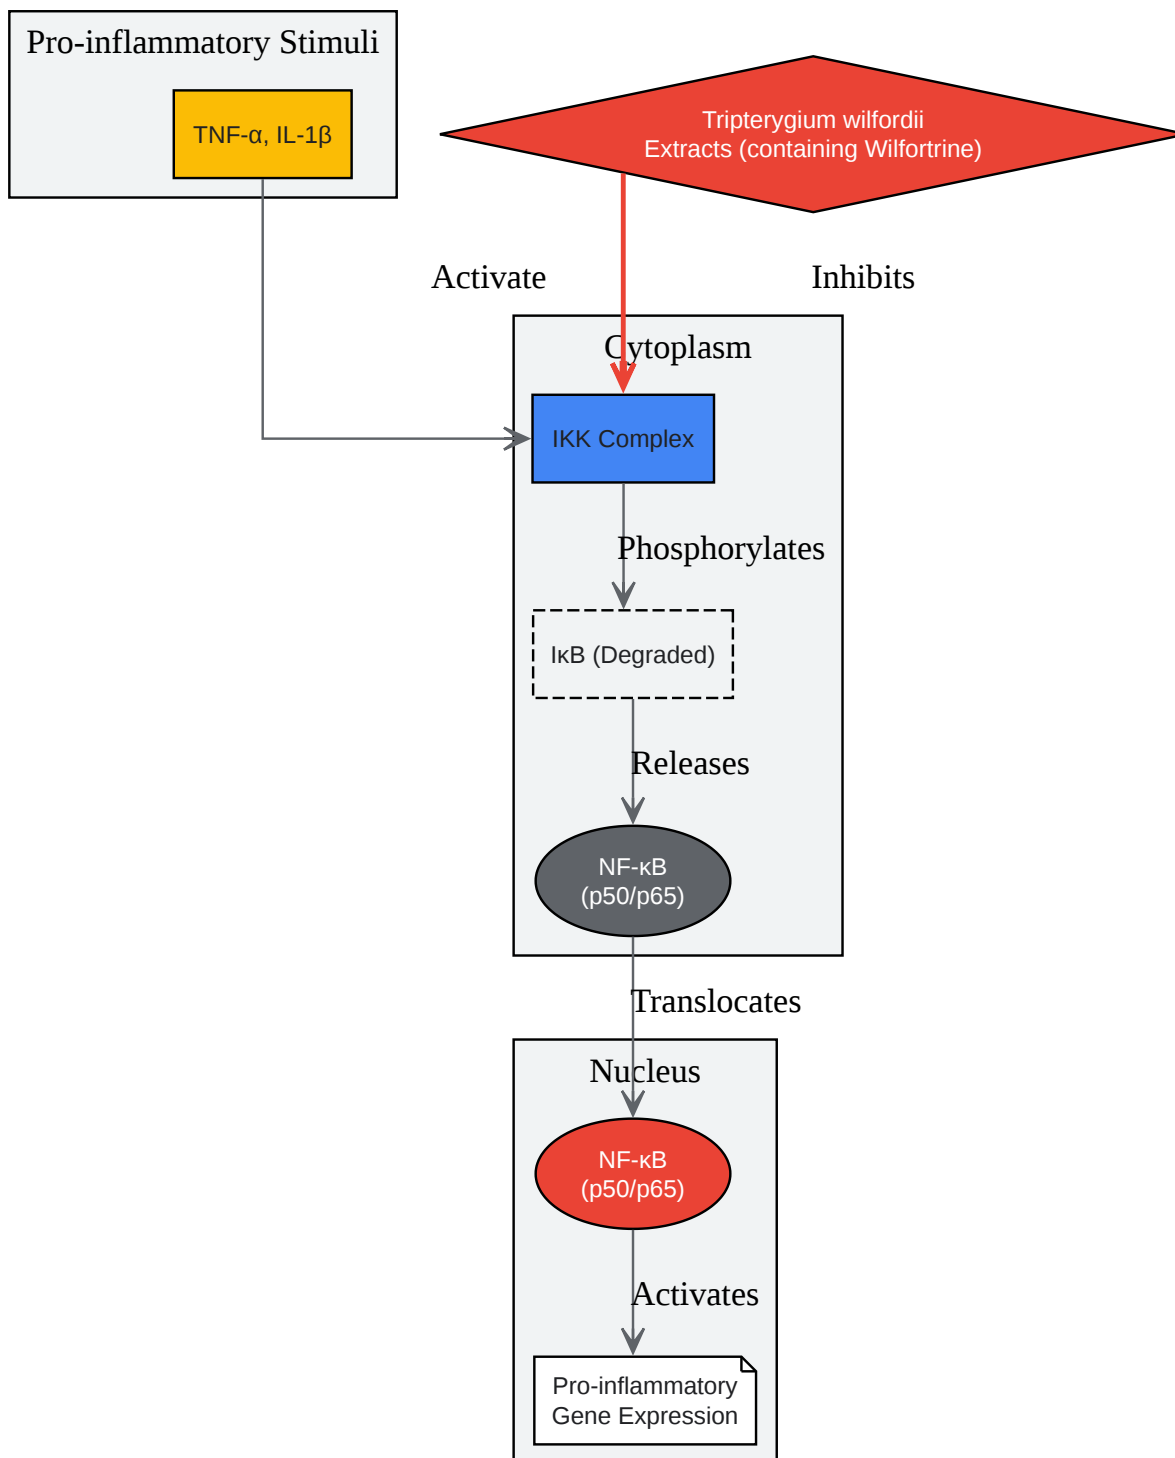 Pro-inflammatory Stimuli
TNF-α, IL-1β
Tripterygium wilfordii
Extracts (containing Wilfortrine)
Activate
Inhibits
Cytoplasm
IKK Complex
Phosphorylates
IκB (Degraded)
Releases
NF-κB
(p50/p65)
Translocates
Nucleus
NF-κB
(p50/p65)
Activates
Pro-inflammatory
Gene Expression